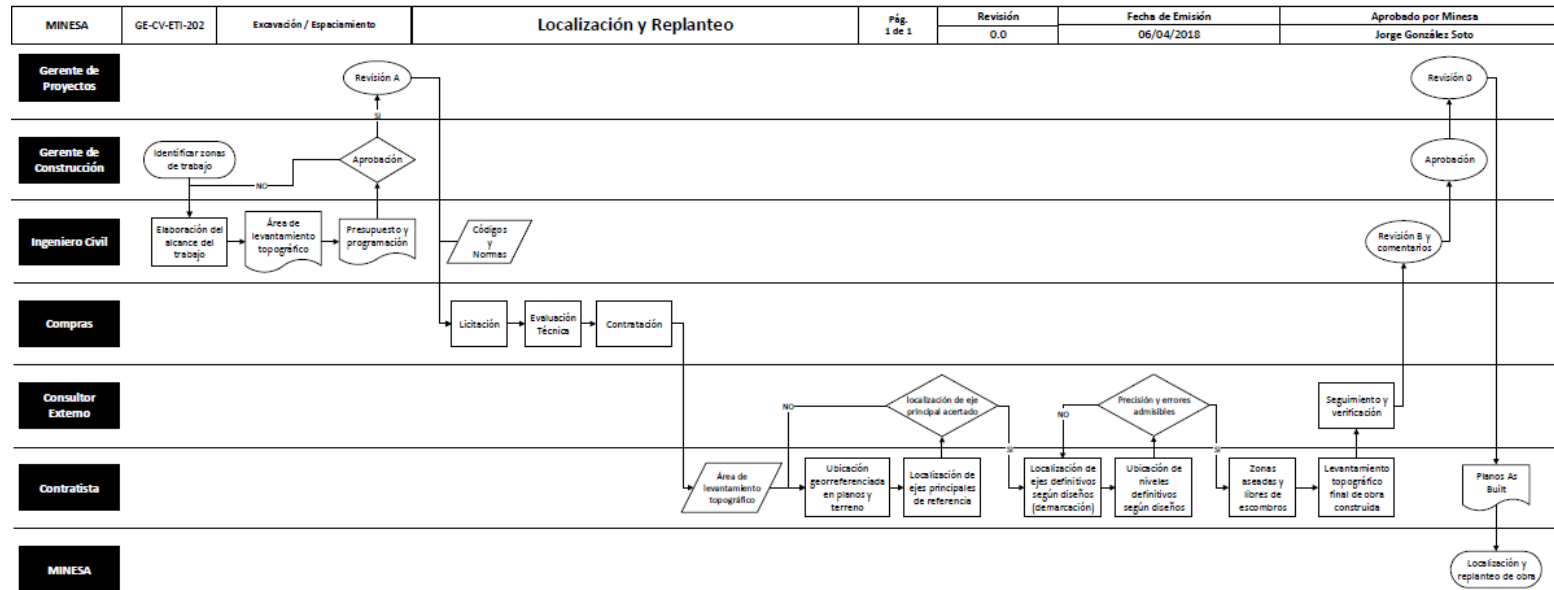 MINESA
GE-CV-ETI-202
Excavación / Espaciamiento
Localización y Replanteo
Pág.
1 de 1
Revisión
0.0
Fecha de Emisión
06/04/2018
Aprobado por Minesa
Jorge González Soto
Gerente de
Proyectos
Revisión A
Revisión 0
SI
Gerente de
Construcción
Identificar zonas
de trabajo
Aprobación
Aprobación
NO
Ingeniero Civil
Elaboración del
alcance del
trabajo
Área de
levantamiento
topográfico
Presupuesto y
programación
Códigos
y
Normas
Revisión B y
comentarios
Compras
Licitación
Evaluación
Técnica
Contratación
Consultor
Externo
NO
localización de eje
principal acertado
SI
NO
Precisión y errores
admisibles
SI
Seguimiento y
verificación
Contratista
Área de
levantamiento
topográfico
Ubicación
georreferenciada
en planos y
terreno
Localización de
ejes principales
de referencia
Localización de
ejes definitivos
según diseños
(demarcación)
Ubicación de
niveles
definitivos
según diseños
Zonas
aseadas y
libres de
escombros
Levantamiento
topográfico
final de obra
construida
Planos As
Built
MINESA
Localización y
replanteo de obra